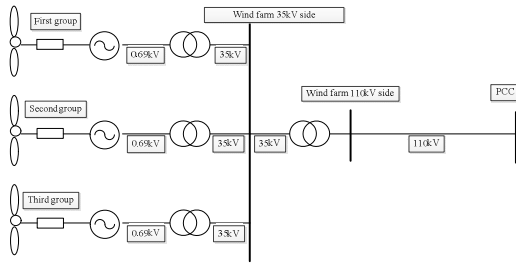 Wind farm 35kV side
First group
0.69kV
35kV
Wind farm 110kV side
PCC
Second group
0.69kV
35kV
35kV
110kV
Third group
0.69kV
35kV